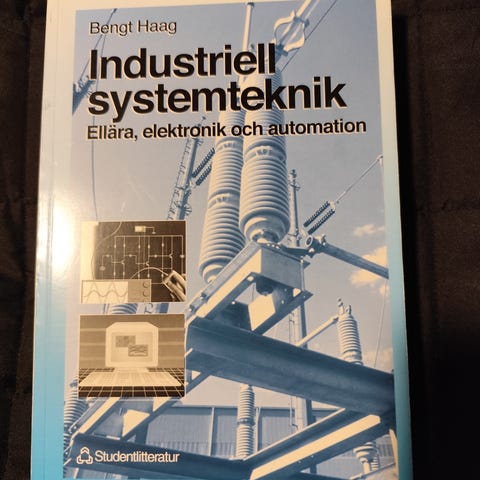 Bengt Haag
Industriell
systemteknik
Ellära, elektronik och automation
Studentlitteratur